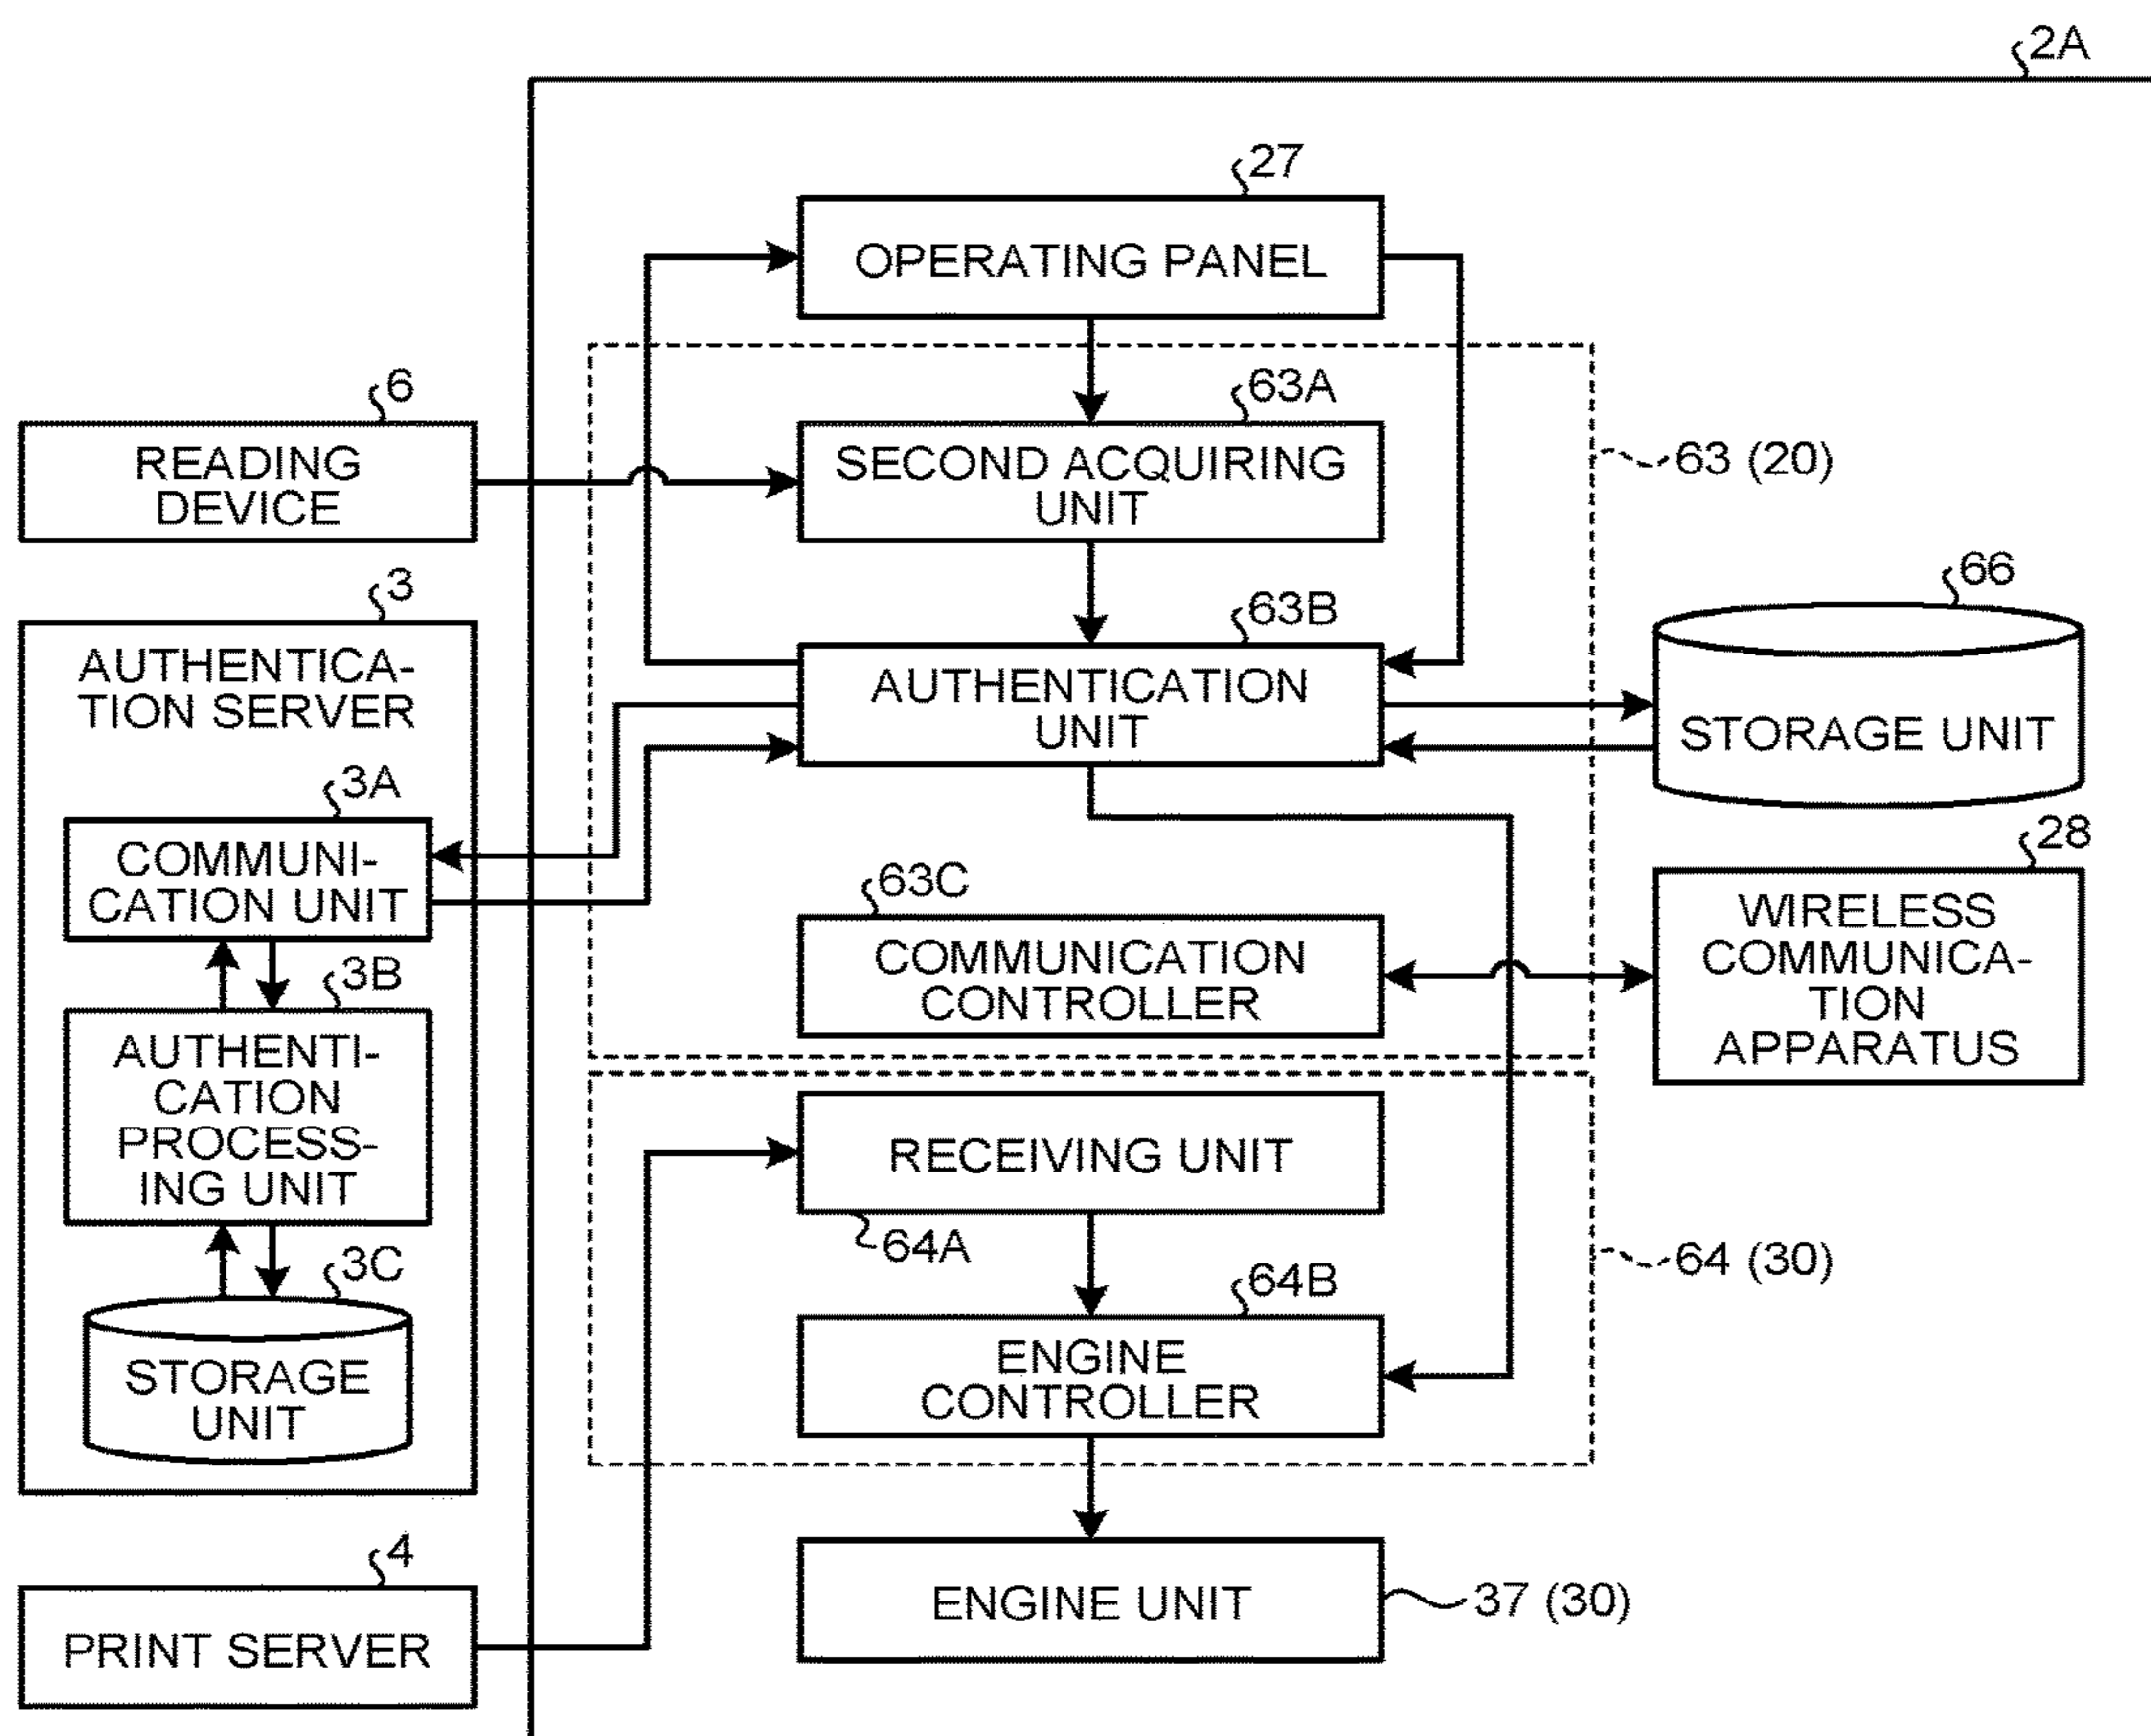 2A
27
OPERATING PANEL
6
READING
DEVICE
63A
SECOND ACQUIRING
UNIT
63 (20)
3
AUTHENTICA-
TION SERVER
63B
AUTHENTICATION
UNIT
66
STORAGE UNIT
3A
COMMUNI-
CATION UNIT
63C
COMMUNICATION
CONTROLLER
28
WIRELESS
COMMUNICA-
TION
APPARATUS
3B
AUTHENTI-
CATION
PROCESS-
ING UNIT
RECEIVING UNIT
64A
64 (30)
3C
STORAGE
UNIT
64B
ENGINE
CONTROLLER
4
PRINT SERVER
ENGINE UNIT
37 (30)